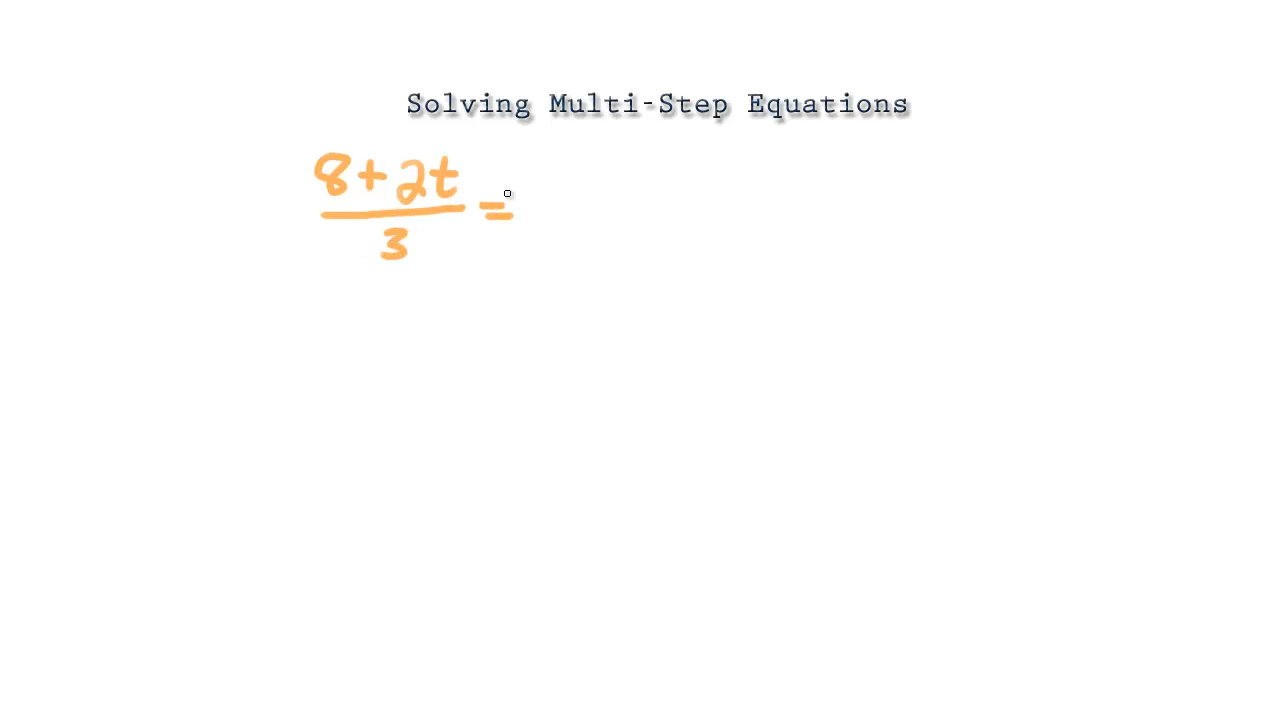 Solving Multi-Step Equations
8 + 2t
3
=